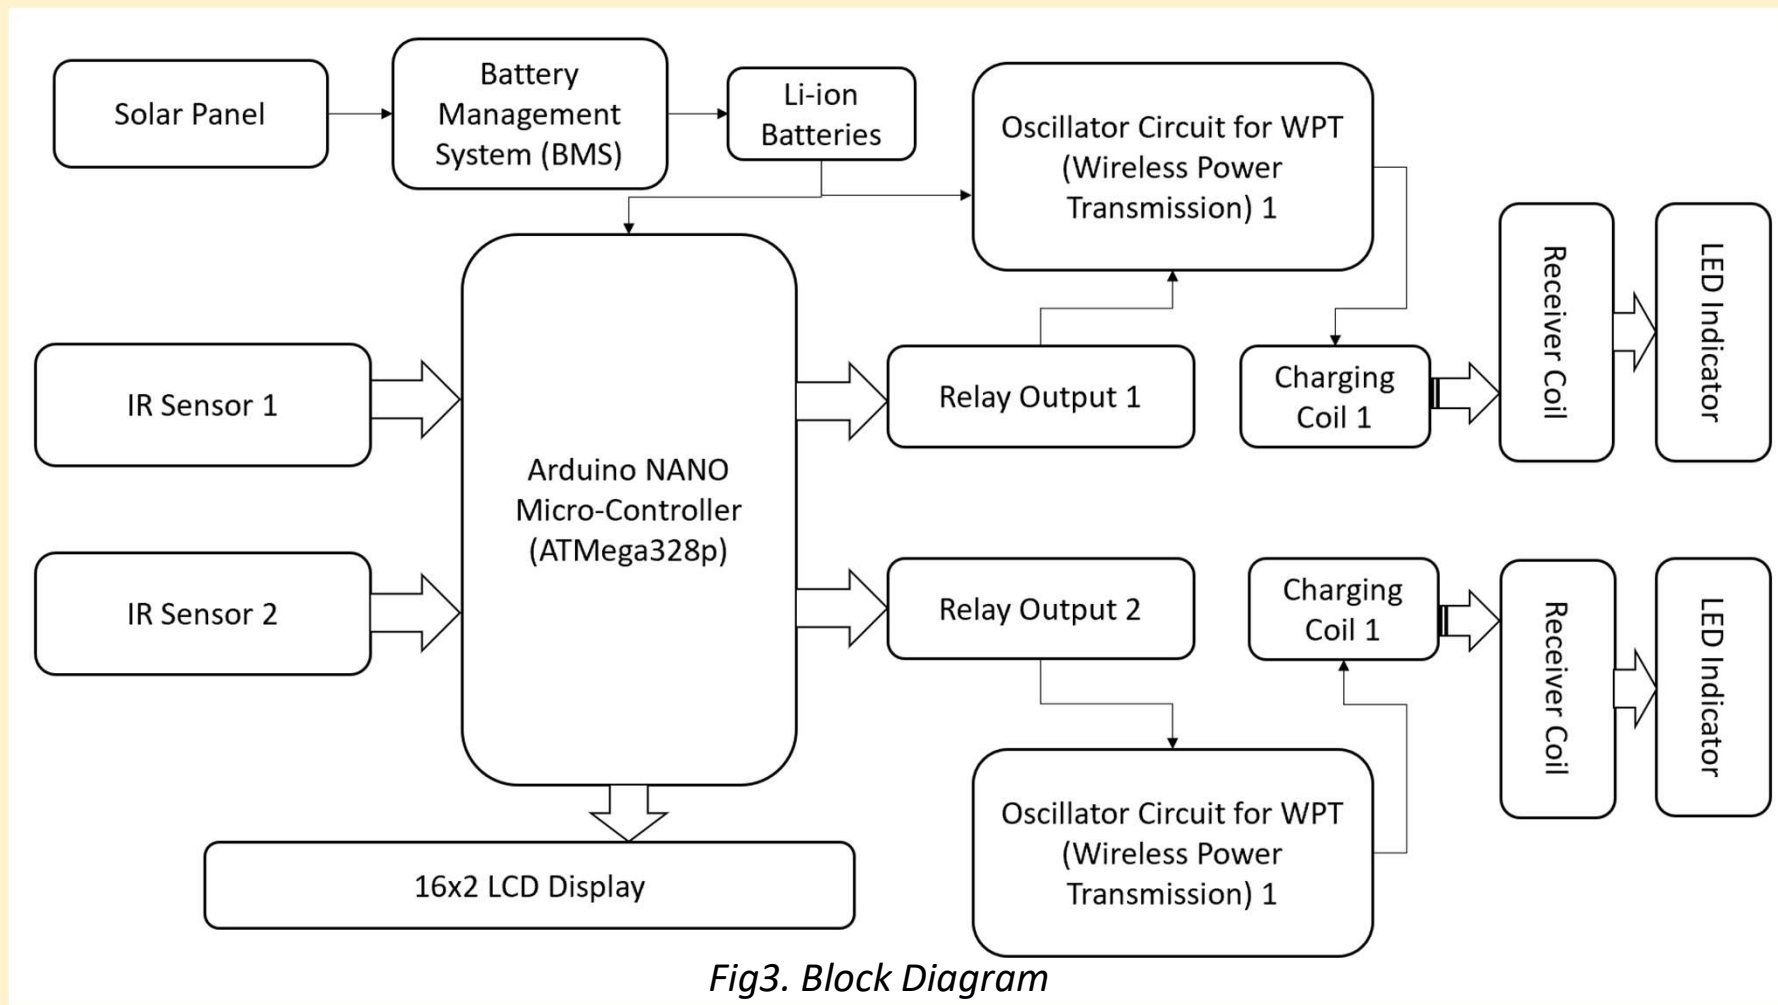 Solar Panel
Battery
Management
System (BMS)
Li-ion
Batteries
Oscillator Circuit for WPT
(Wireless Power
Transmission) 1
IR Sensor 1
IR Sensor 2
Arduino NANO
Micro-Controller
(ATMega328p)
Relay Output 1
Charging
Coil 1
Receiver Coil
LED Indicator
Relay Output 2
Charging
Coil 1
Receiver Coil
LED Indicator
Oscillator Circuit for WPT
(Wireless Power
Transmission) 1
16x2 LCD Display
Fig3. Block Diagram